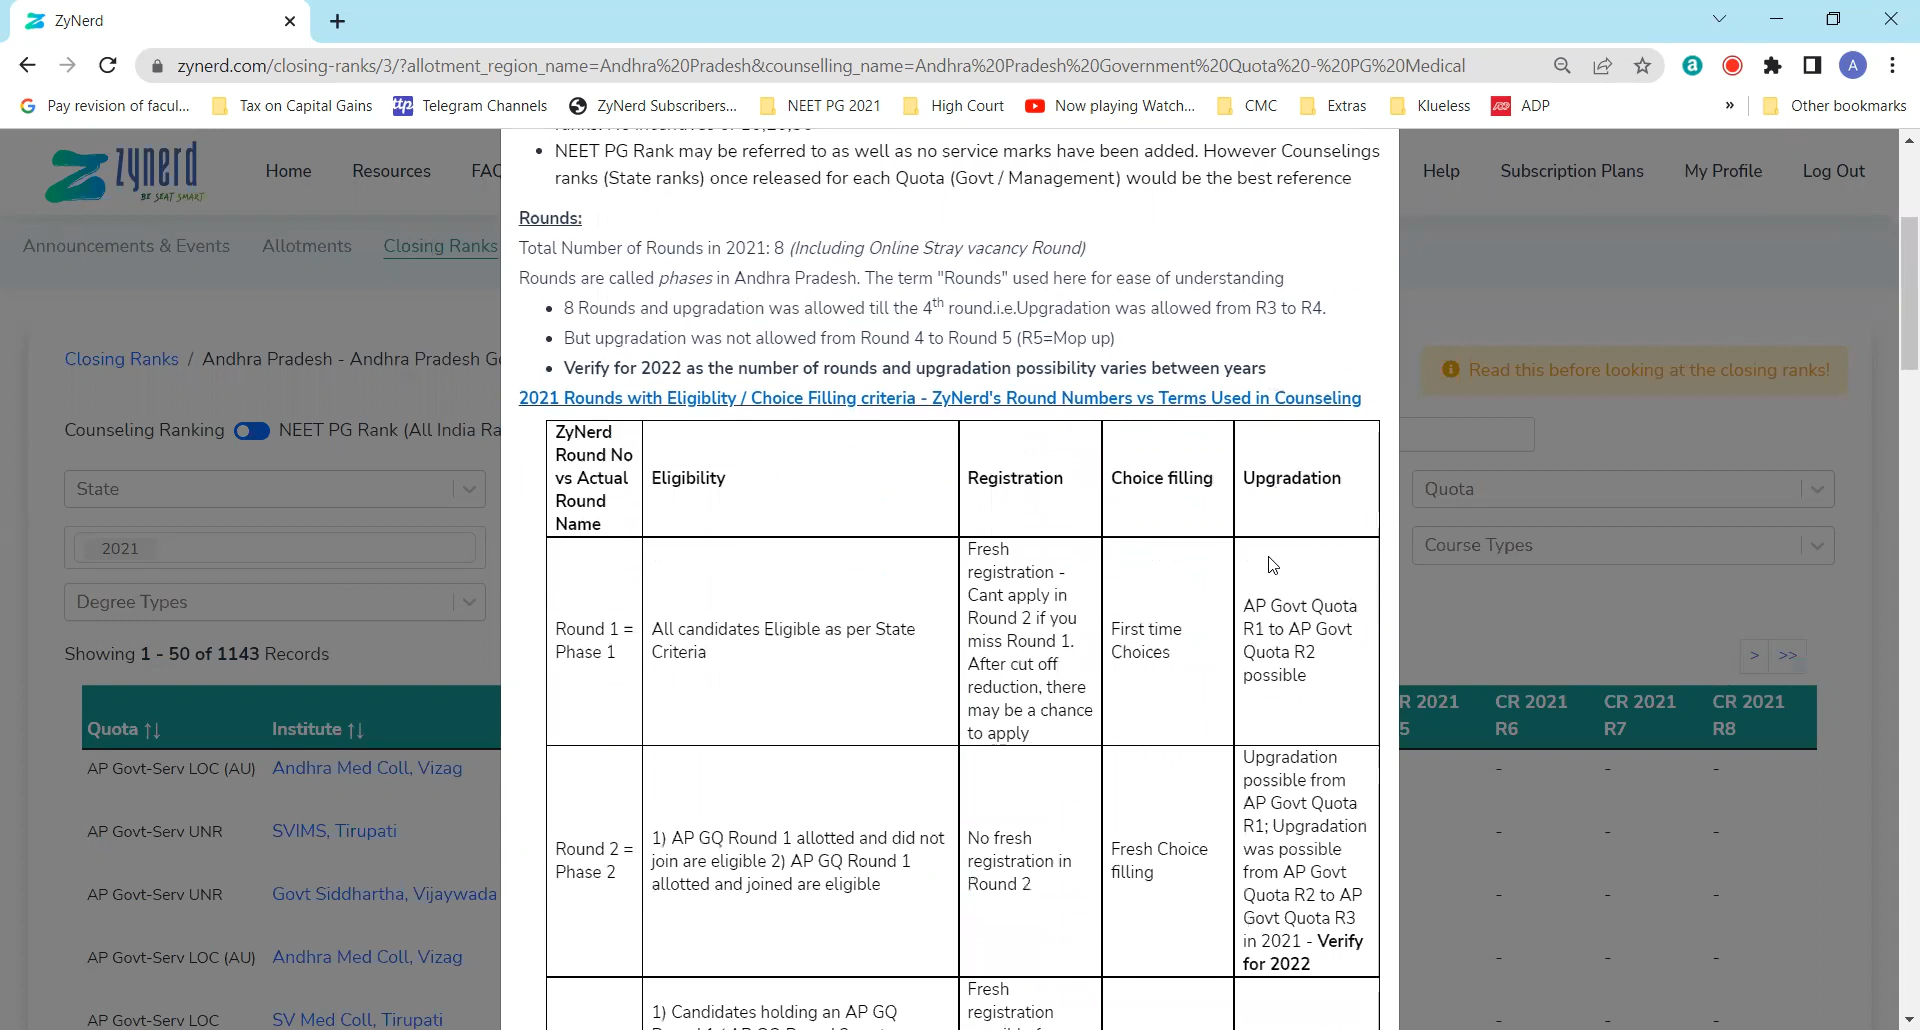 ZyNerd
zynerd.com/closing-ranks/3/?allotment_region_name=Andhra%20Pradesh&counselling_name=Andhra%20Pradesh%20Government%20Quota%20-%20PG%20Medical
A
Pay revision of facul...
Tax on Capital Gains
ttp
Telegram Channels
ZyNerd Subscribers...
NEET PG 2021
High Court
Now playing Watch...
CMC
Extras
Klueless
ADP
»
Other bookmarks
zynerd
BE SEAT SMART
Home
Resources
FAQ
Help
Subscription Plans
My Profile
Log Out
Announcements & Events
Allotments
Closing Ranks
Closing Ranks / Andhra Pradesh - Andhra Pradesh Go
Read this before looking at the closing ranks!
Counseling Ranking
NEET PG Rank (All India Ra
State
Quota
2021
Course Types
Degree Types
Showing 1 - 50 of 1143 Records
> >>
Quota ↑↓
Institute ↑↓
R 2021
5
CR 2021
R6
CR 2021
R7
CR 2021
R8
AP Govt-Serv LOC (AU)
Andhra Med Coll, Vizag
- - -
AP Govt-Serv UNR
SVIMS, Tirupati
- - -
AP Govt-Serv UNR
Govt Siddhartha, Vijaywada
- - -
AP Govt-Serv LOC (AU)
Andhra Med Coll, Vizag
- - -
AP Govt-Serv LOC
SV Med Coll, Tirupati
- - -
• NEET PG Rank may be referred to as well as no service marks have been added. However Counselings
ranks (State ranks) once released for each Quota (Govt / Management) would be the best reference
Rounds:
Total Number of Rounds in 2021: 8 (Including Online Stray vacancy Round)
Rounds are called phases in Andhra Pradesh. The term "Rounds" used here for ease of understanding
• 8 Rounds and upgradation was allowed till the 4th round.i.e.Upgradation was allowed from R3 to R4.
• But upgradation was not allowed from Round 4 to Round 5 (R5=Mop up)
• Verify for 2022 as the number of rounds and upgradation possibility varies between years
2021 Rounds with Eligiblity / Choice Filling criteria - ZyNerd's Round Numbers vs Terms Used in Counseling
ZyNerd
Round No
vs Actual
Round
Name
Eligibility
Registration
Choice filling
Upgradation
Round 1 =
Phase 1
All candidates Eligible as per State
Criteria
Fresh
registration -
Cant apply in
Round 2 if you
miss Round 1.
After cut off
reduction, there
may be a chance
to apply
First time
Choices
AP Govt Quota
R1 to AP Govt
Quota R2
possible
Round 2 =
Phase 2
1) AP GQ Round 1 allotted and did not
join are eligible 2) AP GQ Round 1
allotted and joined are eligible
No fresh
registration in
Round 2
Fresh Choice
filling
Upgradation
possible from
AP Govt Quota
R1; Upgradation
was possible
from AP Govt
Quota R2 to AP
Govt Quota R3
in 2021 - Verify
for 2022
1) Candidates holding an AP GQ
Fresh
registration